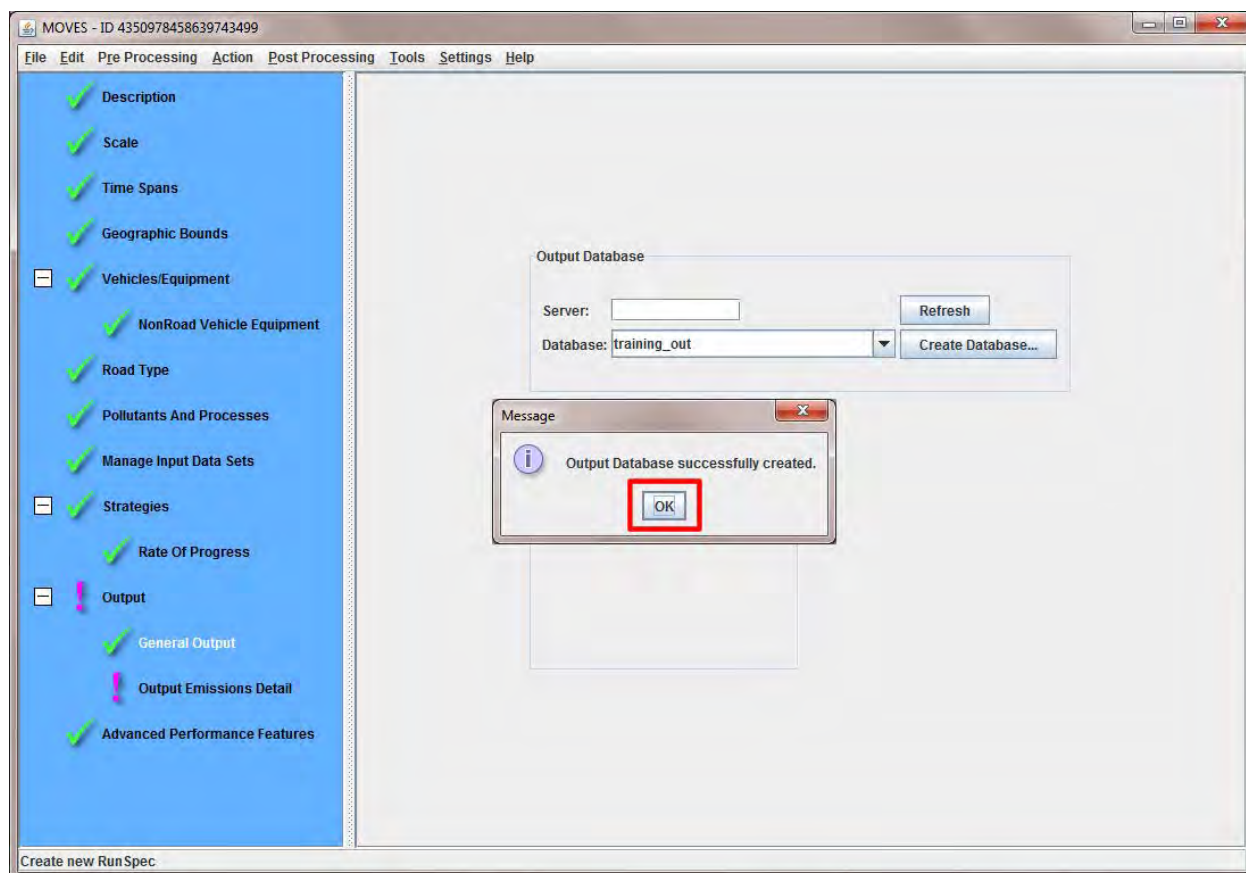 MOVES - ID 4350978458639743499
File Edit Pre Processing Action Post Processing Tools Settings Help
Description
Scale
Time Spans
Geographic Bounds
Vehicles/Equipment
NonRoad Vehicle Equipment
Road Type
Pollutants And Processes
Manage Input Data Sets
Strategies
Rate Of Progress
Output
General Output
Output Emissions Detail
Advanced Performance Features
Output Database
Server:
Refresh
Database: training_out
Create Database...
Message
Output Database successfully created.
OK
Create new RunSpec